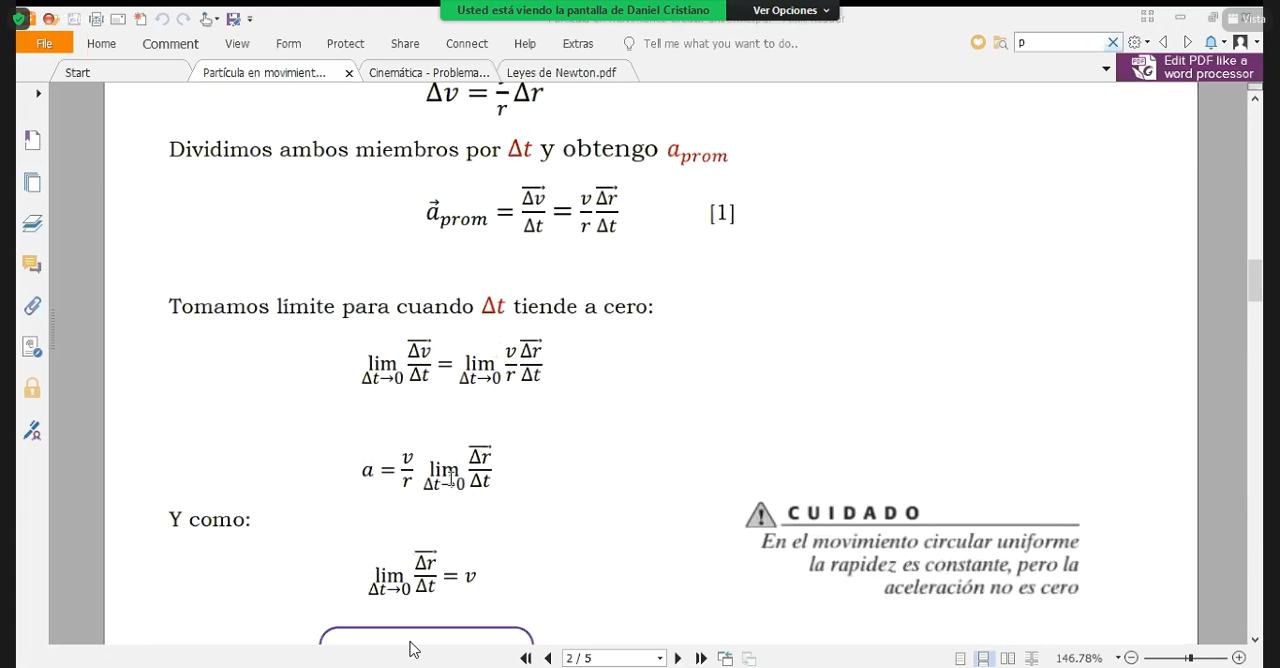 Usted está viendo la pantalla de Daniel Cristiano
Ver Opciones
Vista
File Home Comment View Form Protect Share Connect Help Extras Tell me what you want to do.. p
Start Partícula en movimient... × Cinemática - Problema... Leyes de Newton.pdf
Edit PDF like a
word processor
Δv = v/r Δr
Dividimos ambos miembros por Δt y obtengo a_prom
a⃗_prom = Δv⃗/Δt = v/r Δr⃗/Δt [1]
Tomamos límite para cuando Δt tiende a cero:
lim Δt→0 Δv⃗/Δt = lim Δt→0 v/r Δr⃗/Δt
a = v/r lim Δt→0 Δr⃗/Δt
Y como:
lim Δt→0 Δr⃗/Δt = v
CUIDADO
En el movimiento circular uniforme
la rapidez es constante, pero la
aceleración no es cero
2 / 5
146.78%